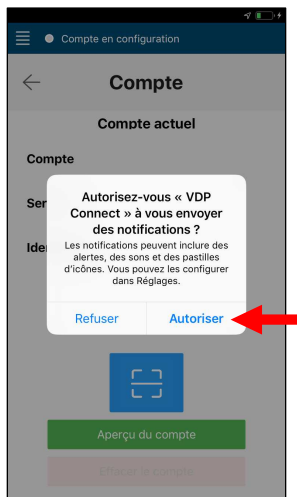 Compte en configuration
Compte
Compte actuel
Compte
Ser
Iden
Autorisez-vous « VDP
Connect » à vous envoyer
des notifications ?
Les notifications peuvent inclure des
alertes, des sons et des pastilles
d'icônes. Vous pouvez les configurer
dans Réglages.
Refuser
Autoriser
Aperçu du compte
Effacer le compte